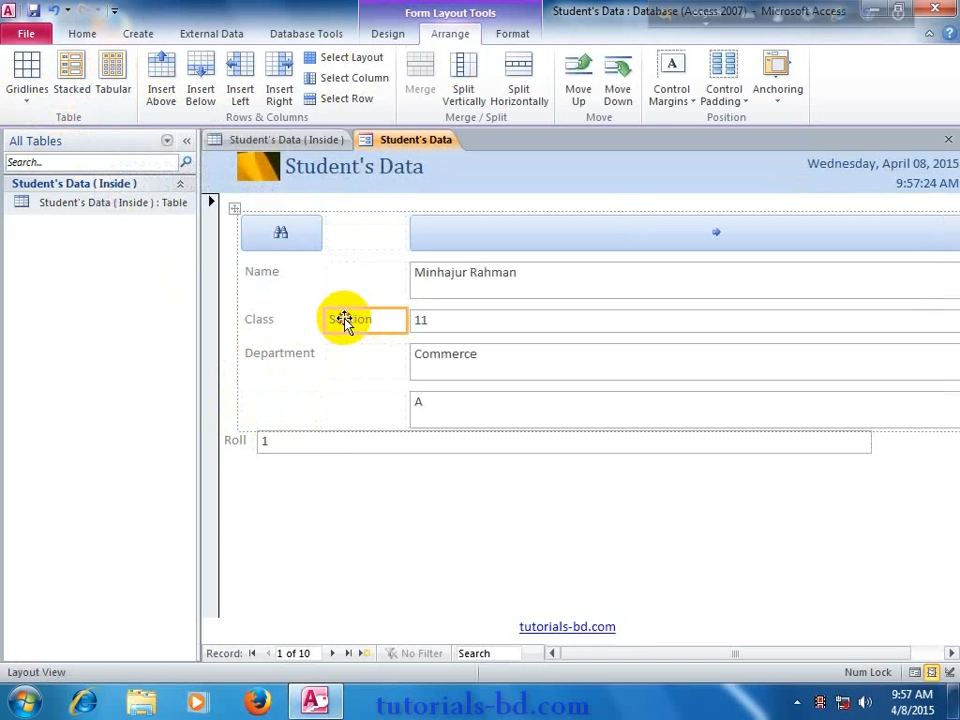 Form Layout Tools
Student's Data : Database (Access 2007) - Microsoft Access
File Home Create External Data Database Tools Design Arrange Format
Gridlines Stacked Tabular
Insert Above Insert Below Insert Left Insert Right
Select Layout
Select Column
Select Row
Merge Split Vertically Split Horizontally
Move Up Move Down
Control Margins Control Padding Anchoring
Table Rows & Columns Merge / Split Move Position
All Tables
Search...
Student's Data ( Inside )
Student's Data ( Inside ) : Table
Student's Data ( Inside ) Student's Data
Student's Data
Wednesday, April 08, 2015
9:57:24 AM
Name Minhajur Rahman
Class 11
Department Commerce
A
Roll 1
tutorials-bd.com
Record: 1 of 10 No Filter Search
Layout View Num Lock
tutorials-bd.com
9:57 AM
4/8/2015